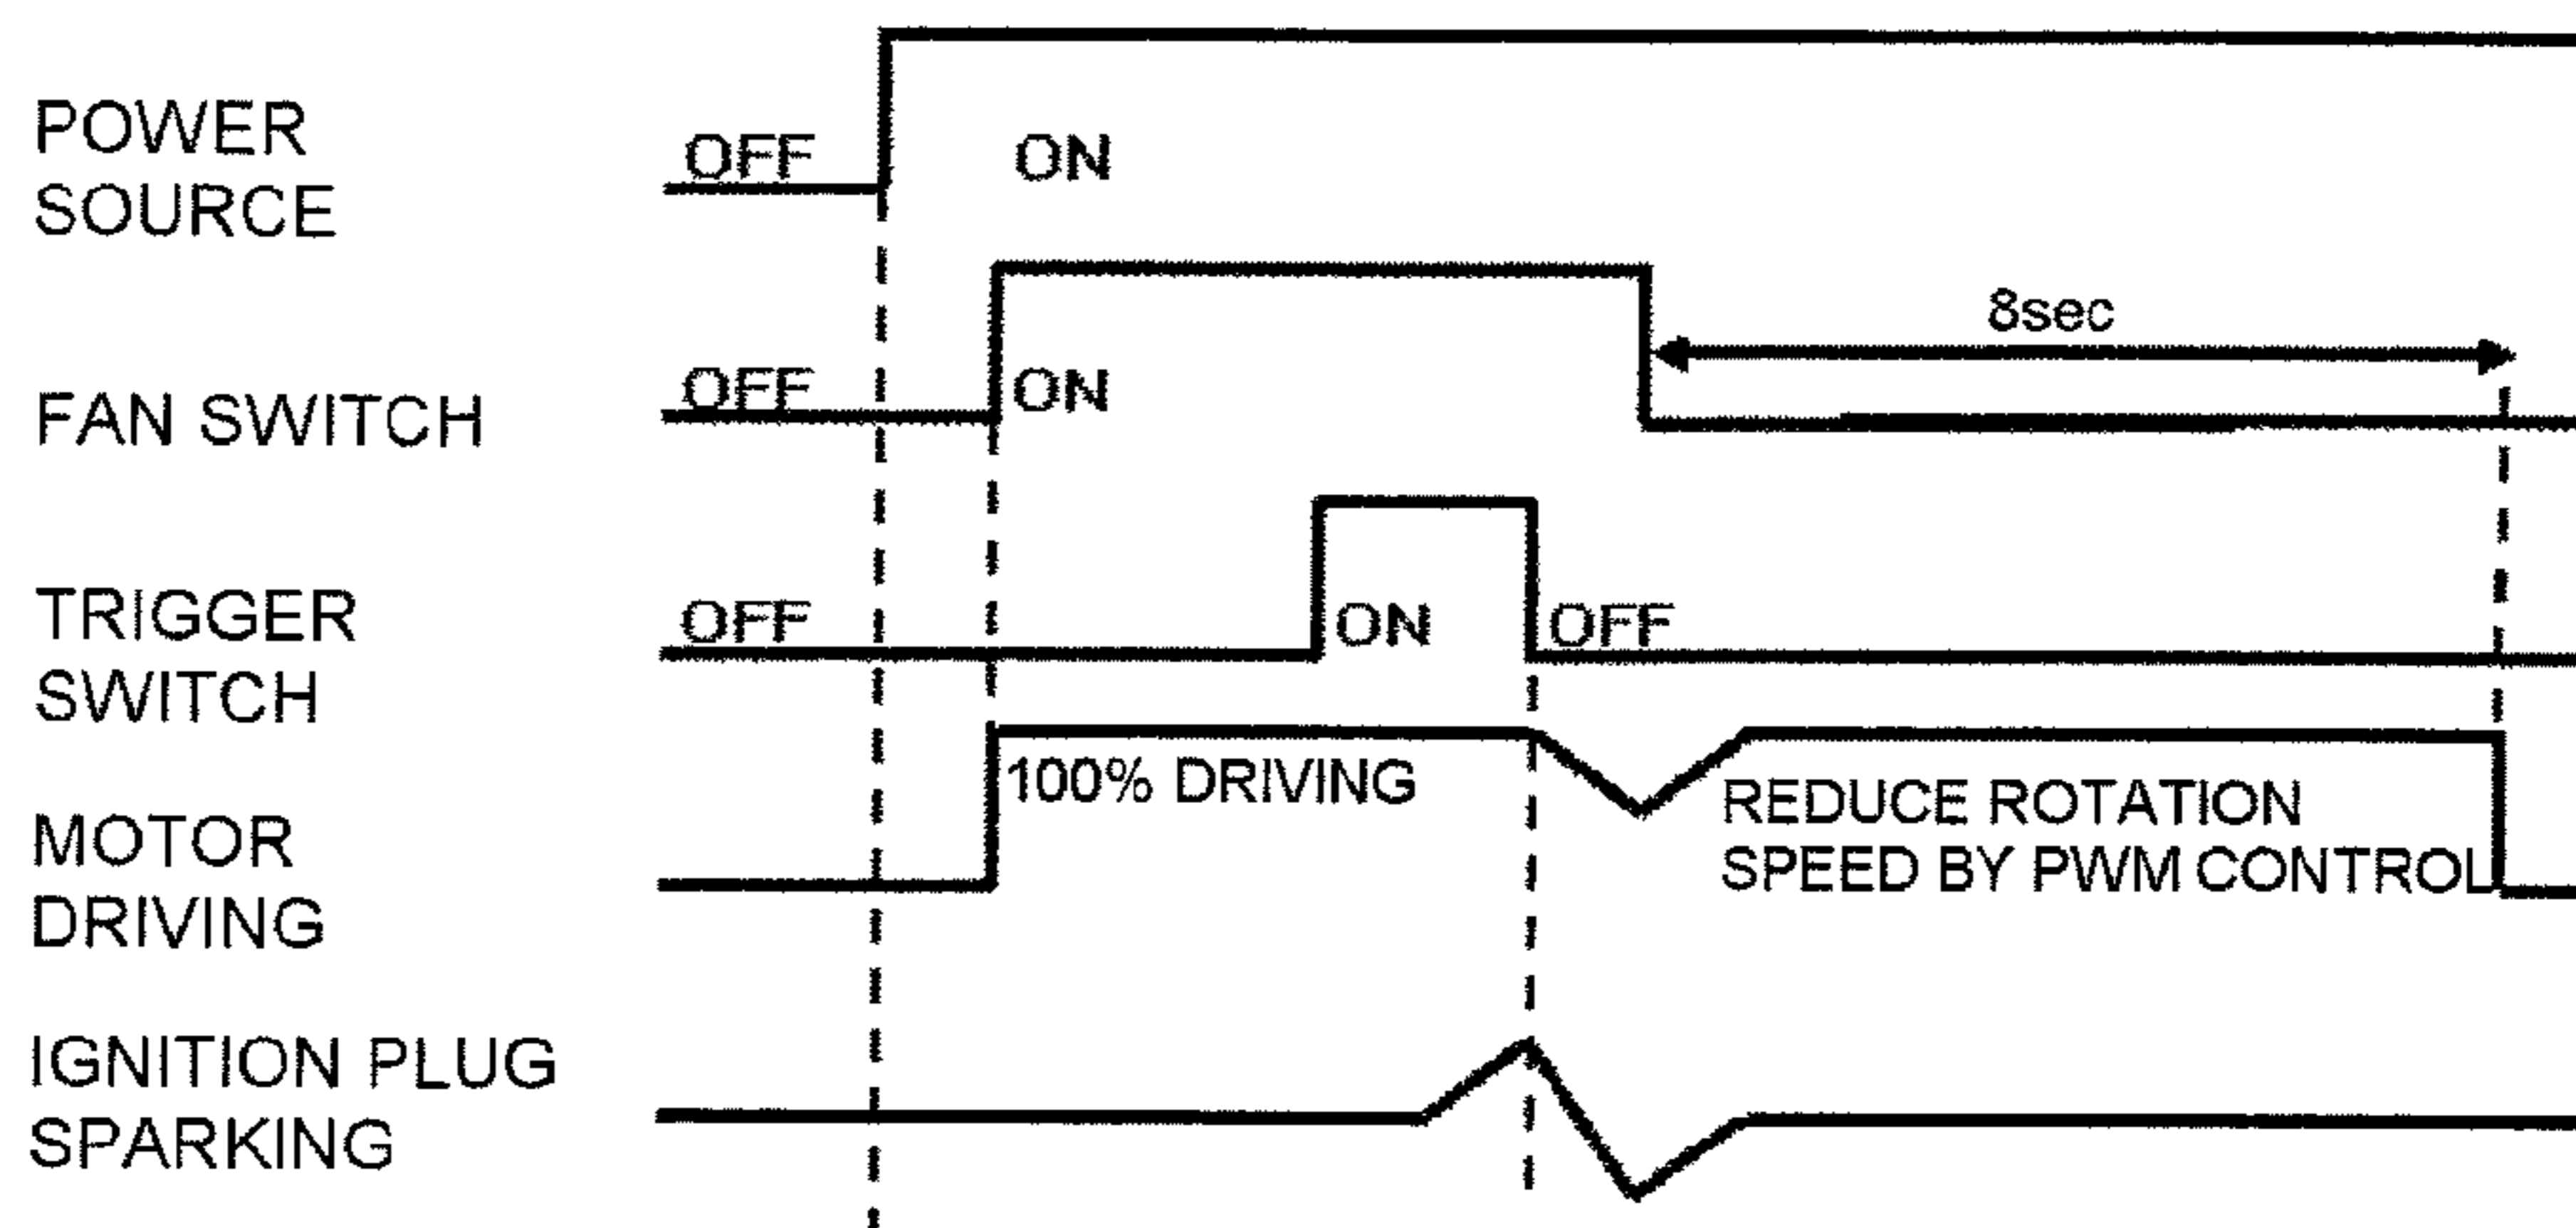 POWER
SOURCE
OFF
ON
8sec
FAN SWITCH
OFF
ON
TRIGGER
SWITCH
OFF
ON
OFF
MOTOR
DRIVING
100% DRIVING
REDUCE ROTATION
SPEED BY PWM CONTROL
IGNITION PLUG
SPARKING